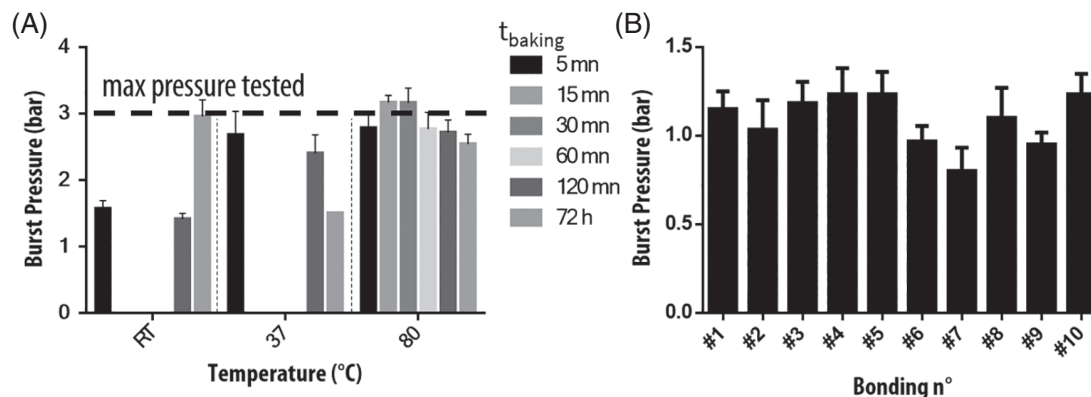 (A)
4
3
2
1
0
Burst Pressure (bar)
max pressure tested
RT
37
80
Temperature (°C)
tbaking
5 mn
15 mn
30 mn
60 mn
120 mn
72 h
(B)
1.5
1.0
0.5
0.0
Burst Pressure (bar)
#1
#2
#3
#4
#5
#6
#7
#8
#9
#10
Bonding n°